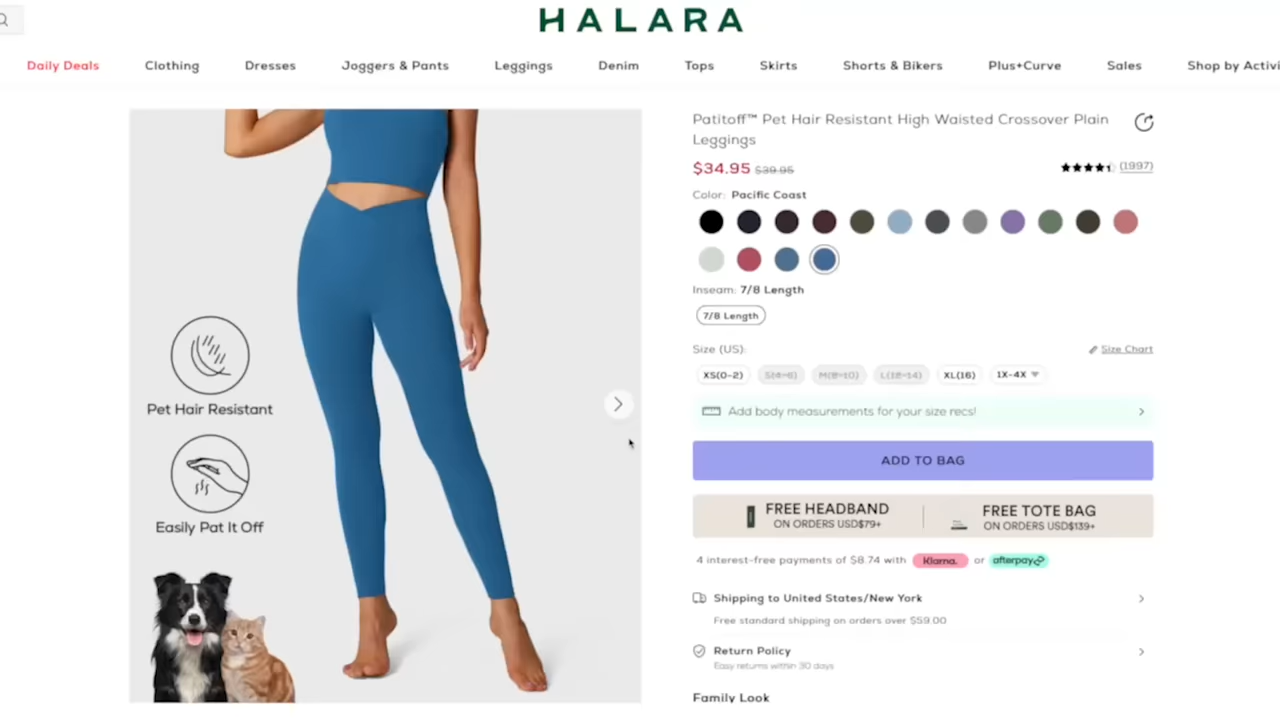 HALARA
Daily Deals Clothing Dresses Joggers & Pants Leggings Denim Tops Skirts Shorts & Bikers Plus+Curve Sales Shop by Activi
Pet Hair Resistant
Easily Pat It Off
Patitoff™ Pet Hair Resistant High Waisted Crossover Plain
Leggings
$34.95 $39.95
(1997)
Color: Pacific Coast
Inseam: 7/8 Length
7/8 Length
Size (US):
Size Chart
XS(0-2) S(4-6) M(8-10) L(12-14) XL(16) 1X-4X
Add body measurements for your size recs!
ADD TO BAG
FREE HEADBAND
ON ORDERS USD$79+
FREE TOTE BAG
ON ORDERS USD$139+
4 interest-free payments of $8.74 with Klarna. or afterpay
Shipping to United States/New York
Free standard shipping on orders over $59.00
Return Policy
Easy returns within 30 days
Family Look